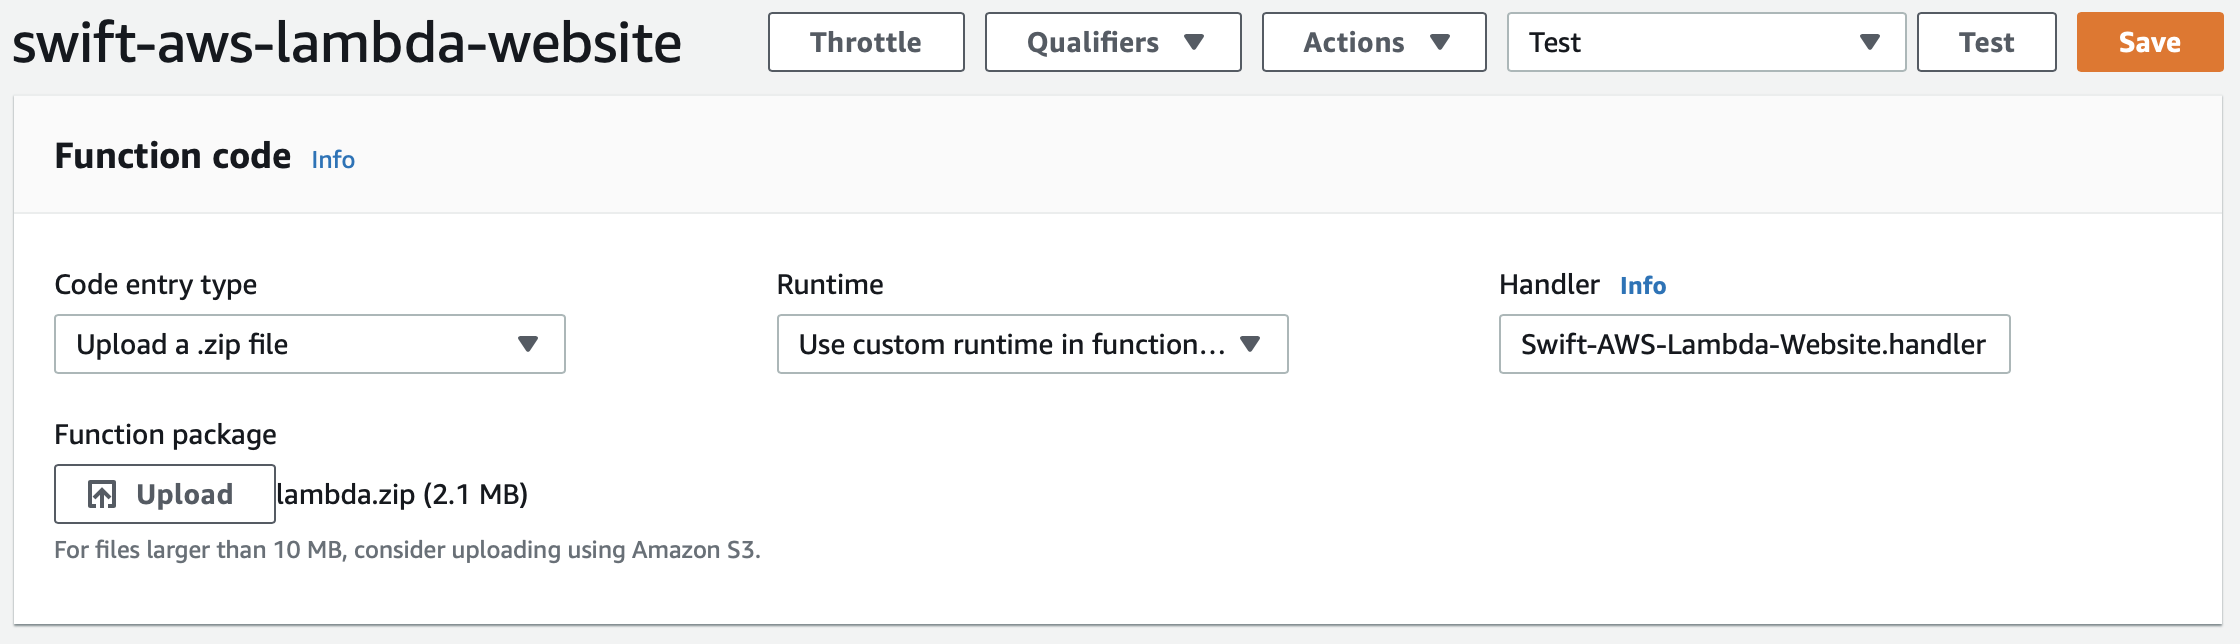 swift-aws-lambda-website Throttle Qualifiers Actions Test Test Save
Function code Info
Code entry type Runtime Handler Info
Upload a .zip file Use custom runtime in function... Swift-AWS-Lambda-Website.handler
Function package
Upload lambda.zip (2.1 MB)
For files larger than 10 MB, consider uploading using Amazon S3.